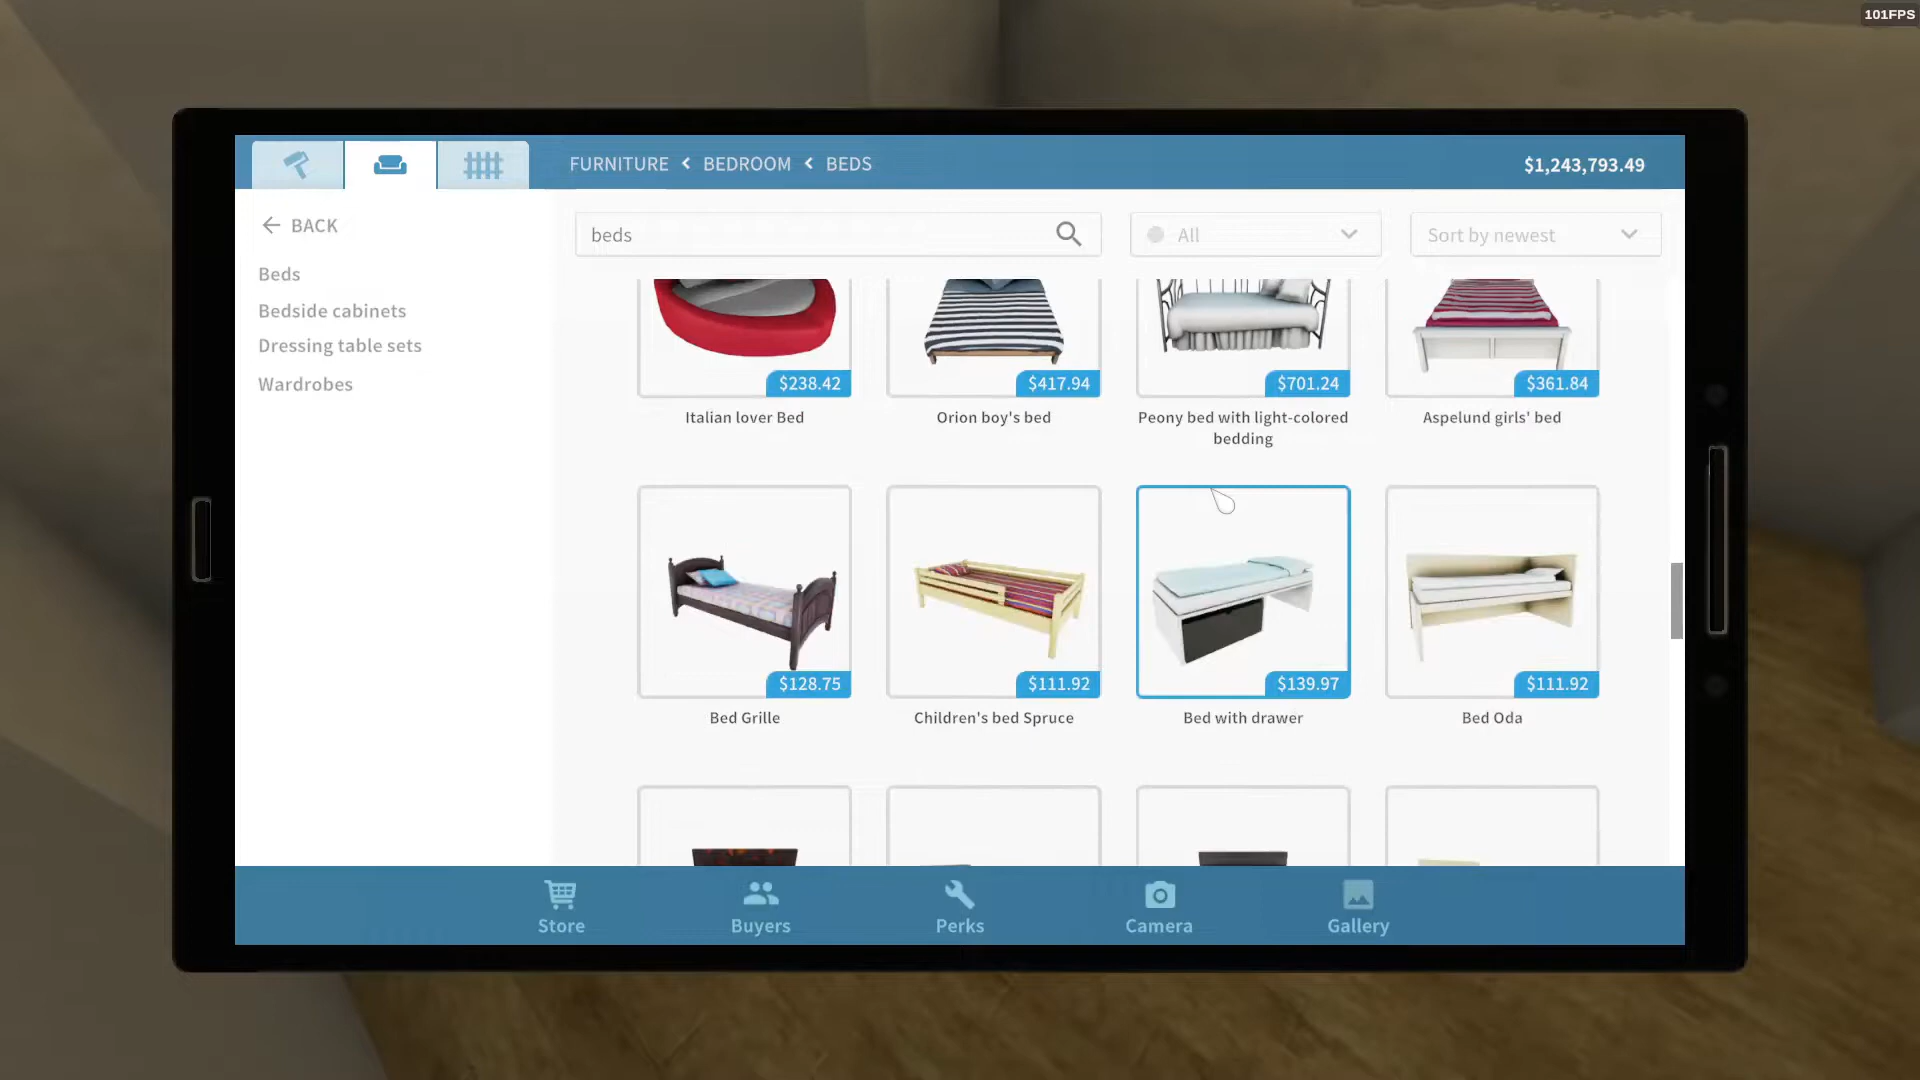 101FPS
FURNITURE < BEDROOM < BEDS
$1,243,793.49
BACK
beds
All
Sort by newest
Beds
Bedside cabinets
Dressing table sets
Wardrobes
$238.42
$417.94
$701.24
$361.84
Italian lover Bed
Orion boy's bed
Peony bed with light-colored
bedding
Aspelund girls' bed
$128.75
$111.92
$139.97
$111.92
Bed Grille
Children's bed Spruce
Bed with drawer
Bed Oda
Store
Buyers
Perks
Camera
Gallery